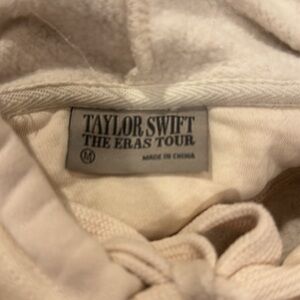 TAYLOR SWIFT
THE ERAS TOUR
M
MADE IN CHINA